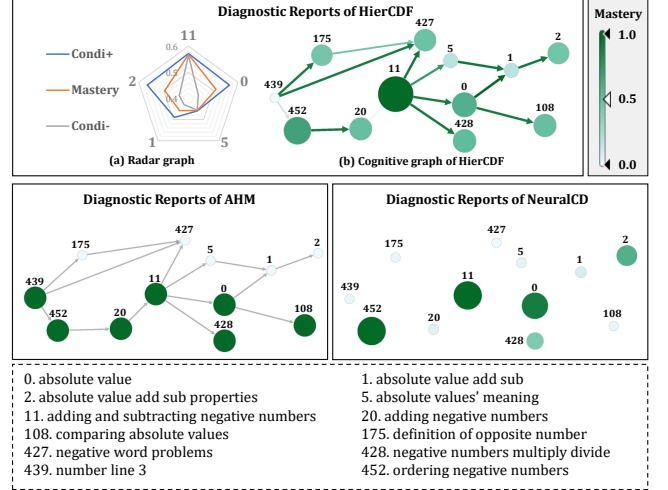 Diagnostic Reports of HierCDF
Mastery
1.0
0.5
0.0
Condi+
Mastery
Condi-
11
0.6
0.5
0.4
2
0
1
5
(a) Radar graph
427
175
5
2
1
11
439
0
452
20
428
108
(b) Cognitive graph of HierCDF
Diagnostic Reports of AHM
427
175
5
2
1
439
11
0
452
20
108
428
Diagnostic Reports of NeuralCD
427
175
5
2
1
11
0
439
452
20
108
428
0. absolute value
2. absolute value add sub properties
11. adding and subtracting negative numbers
108. comparing absolute values
427. negative word problems
439. number line 3
1. absolute value add sub
5. absolute values' meaning
20. adding negative numbers
175. definition of opposite number
428. negative numbers multiply divide
452. ordering negative numbers